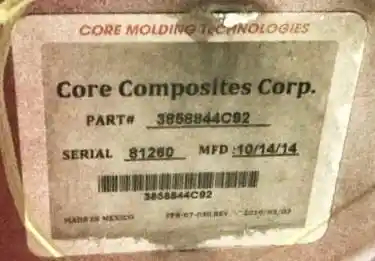 CORE MOLDING TECHNOLOGIES
Core Composites Corp.
PART# 3858844C92
SERIAL 81260 MFD :10/14/14
3858844C92
MADE IN MEXICO